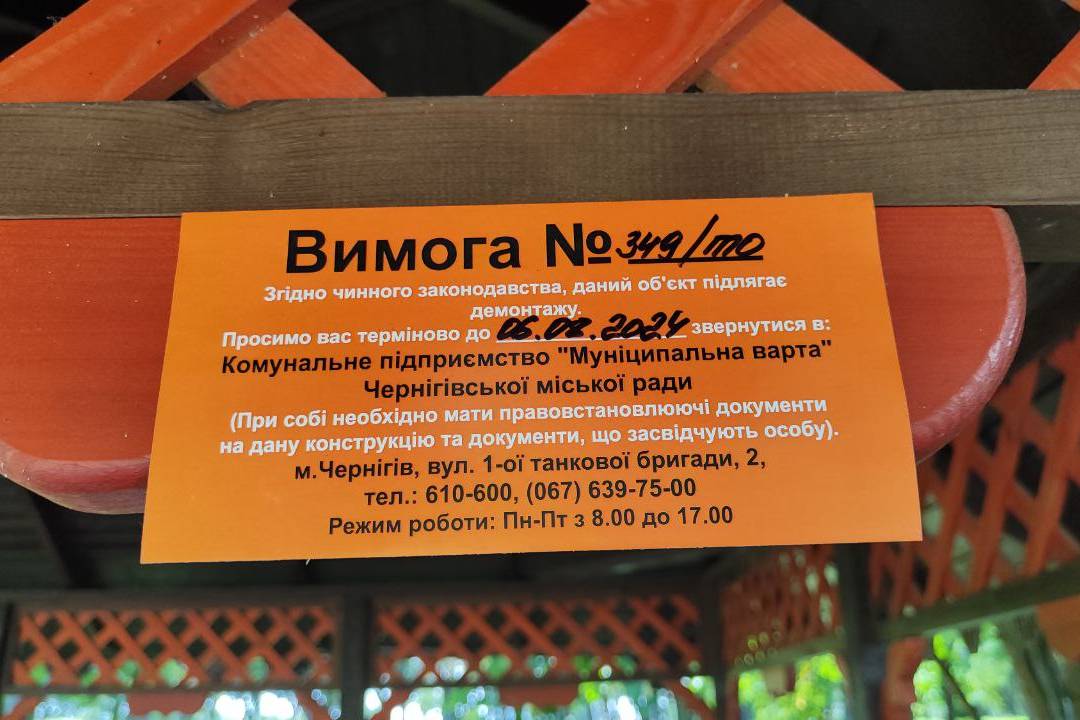 Вимога № 349/то
Згідно чинного законодавства, даний об'єкт підлягає
демонтажу.
Просимо вас терміново до 06.08.2024 звернутися в:
Комунальне підприємство "Муніципальна варта"
Чернігівської міської ради
(При собі необхідно мати правовстановлюючі документи
на дану конструкцію та документи, що засвідчують особу).
м.Чернігів, вул. 1-ої танкової бригади, 2,
тел.: 610-600, (067) 639-75-00
Режим роботи: Пн-Пт з 8.00 до 17.00